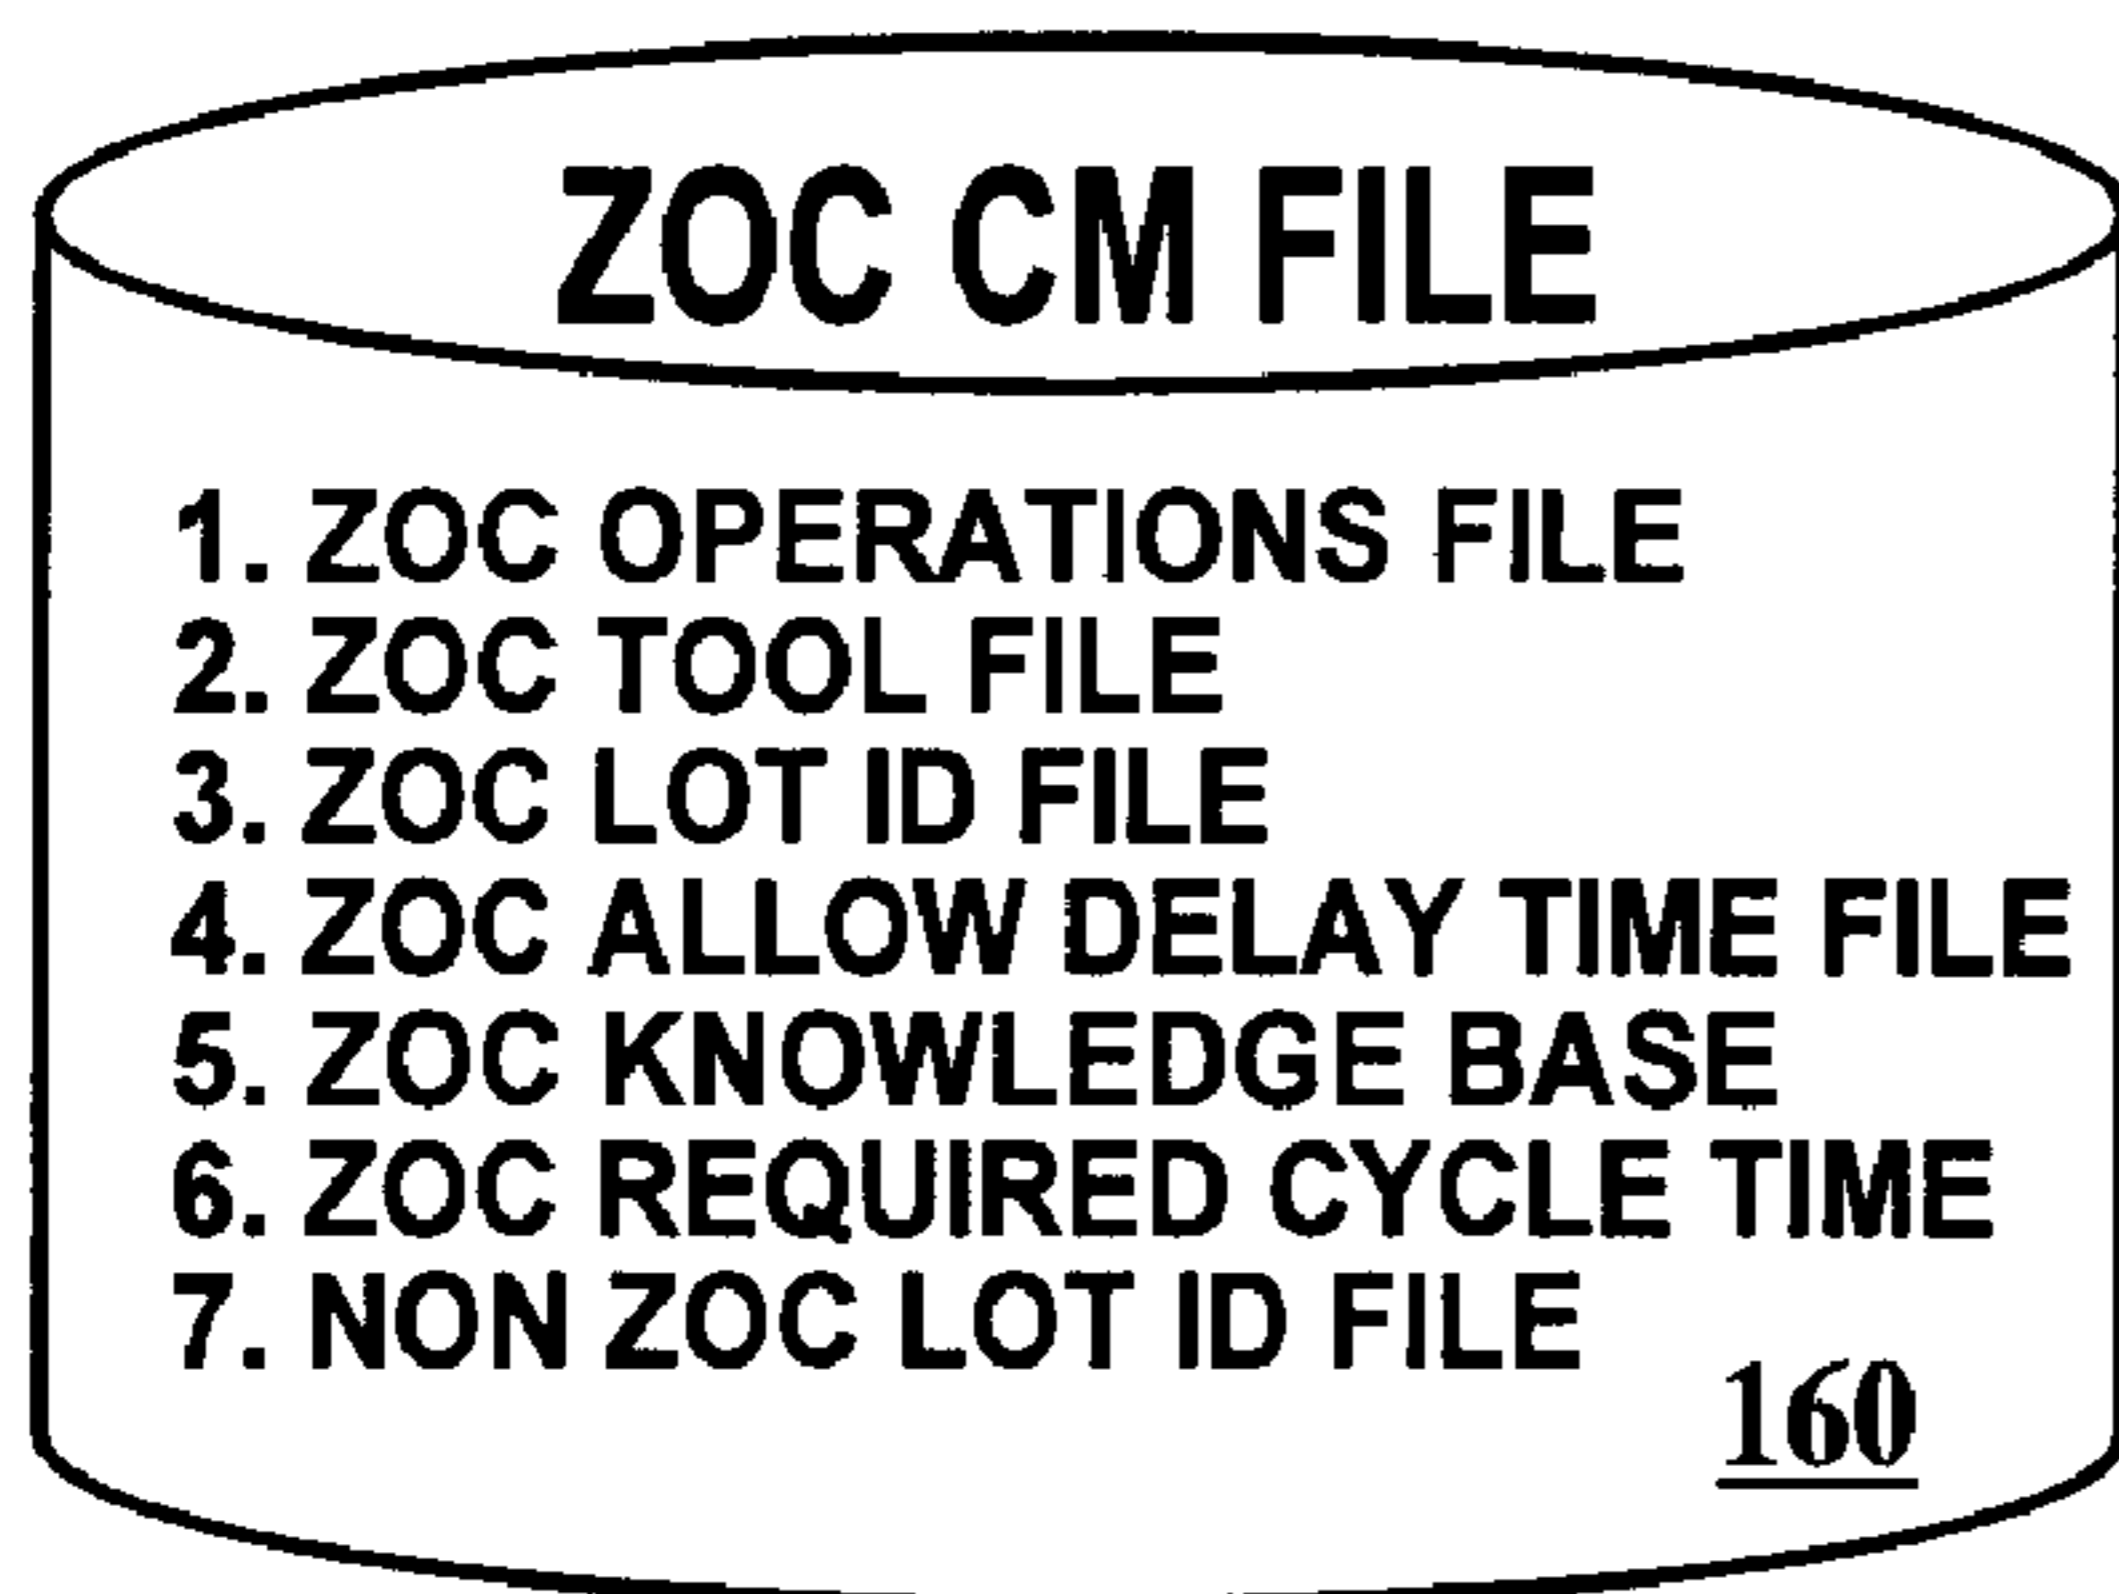 ZOC CM FILE
1. ZOC OPERATIONS FILE
2. ZOC TOOL FILE
3. ZOC LOT ID FILE
4. ZOC ALLOW DELAY TIME FILE
5. ZOC KNOWLEDGE BASE
6. ZOC REQUIRED CYCLE TIME
7. NON ZOC LOT ID FILE
160